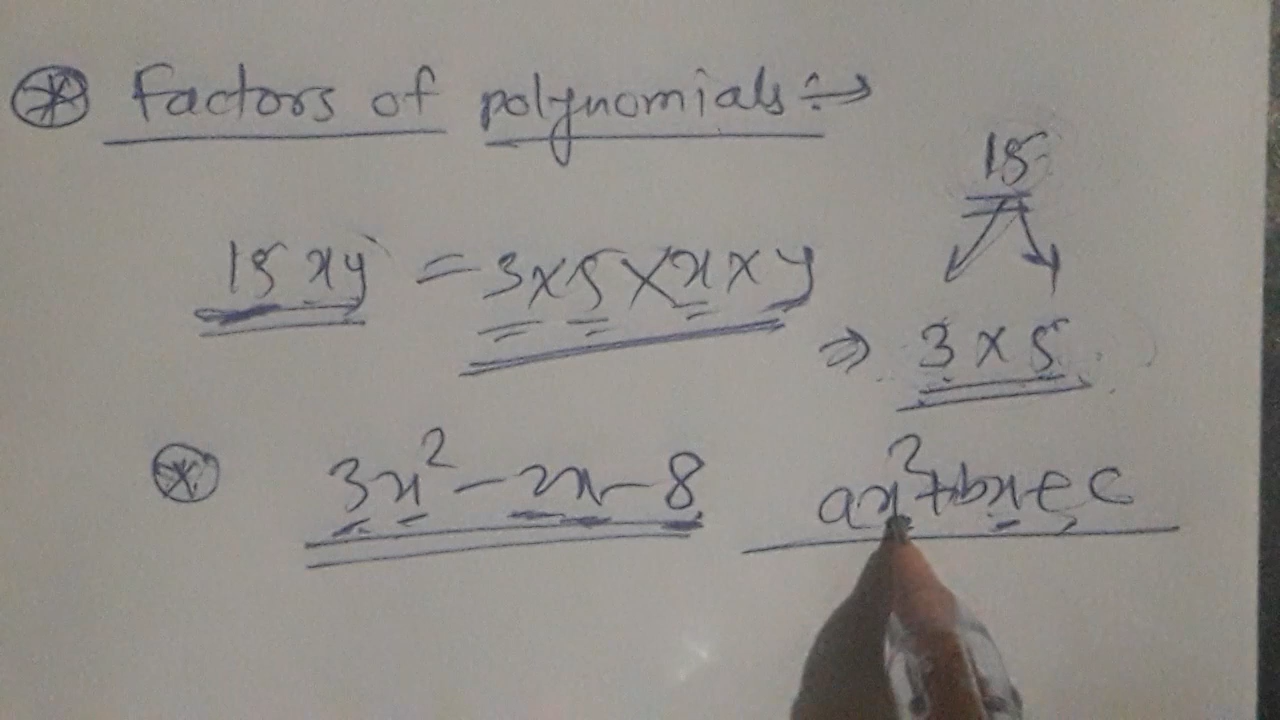 * Factors of polynomials :→
15
15 xy = 3 x 5 x x x y
⇒ 3 x 5
* 3x² - 2x - 8 ax² + bx + c